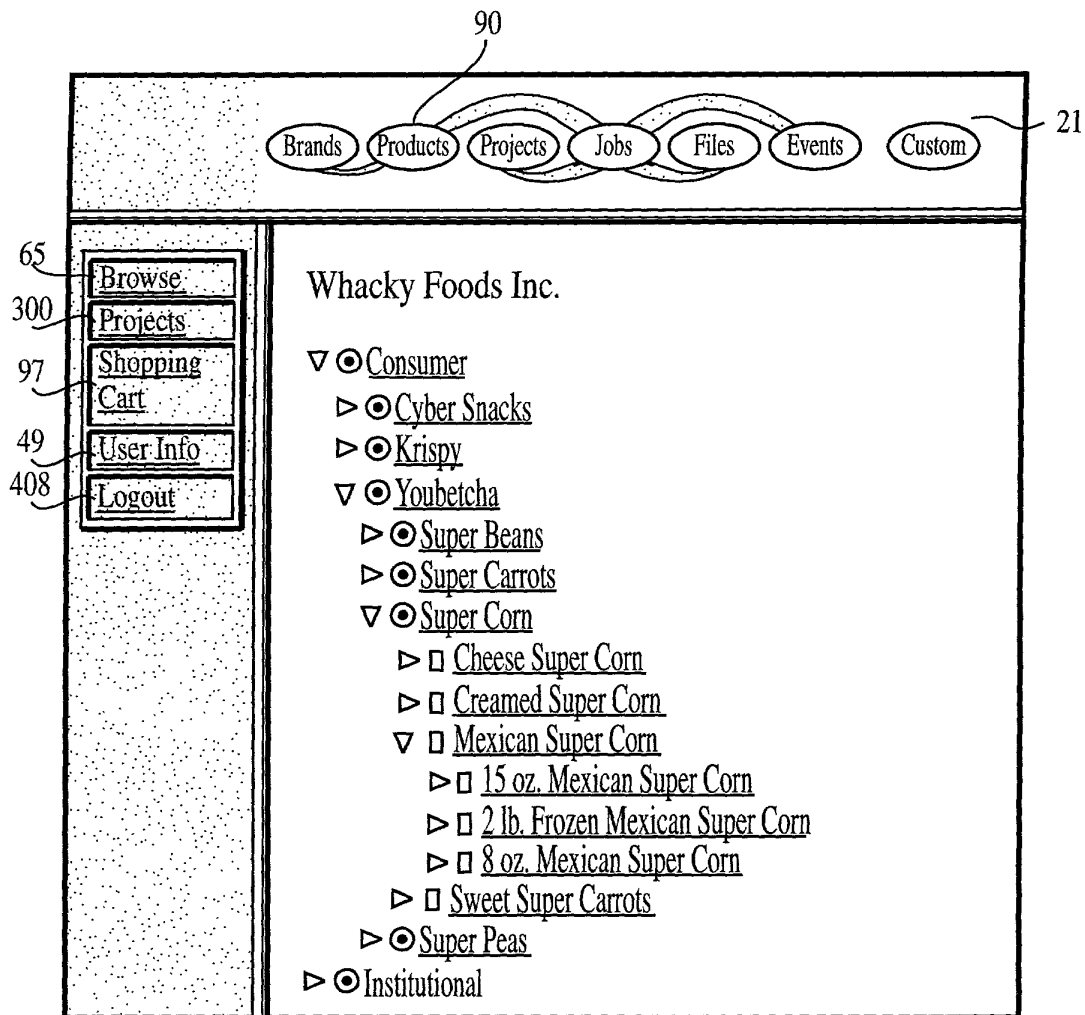 90
21
Brands Products Projects Jobs Files Events Custom
65
Browse
300
Projects
97
Shopping
Cart
49
User Info
408
Logout
Whacky Foods Inc.
Consumer
Cyber Snacks
Krispy
Youbetcha
Super Beans
Super Carrots
Super Corn
Cheese Super Corn
Creamed Super Corn
Mexican Super Corn
15 oz. Mexican Super Corn
2 lb. Frozen Mexican Super Corn
8 oz. Mexican Super Corn
Sweet Super Carrots
Super Peas
Institutional